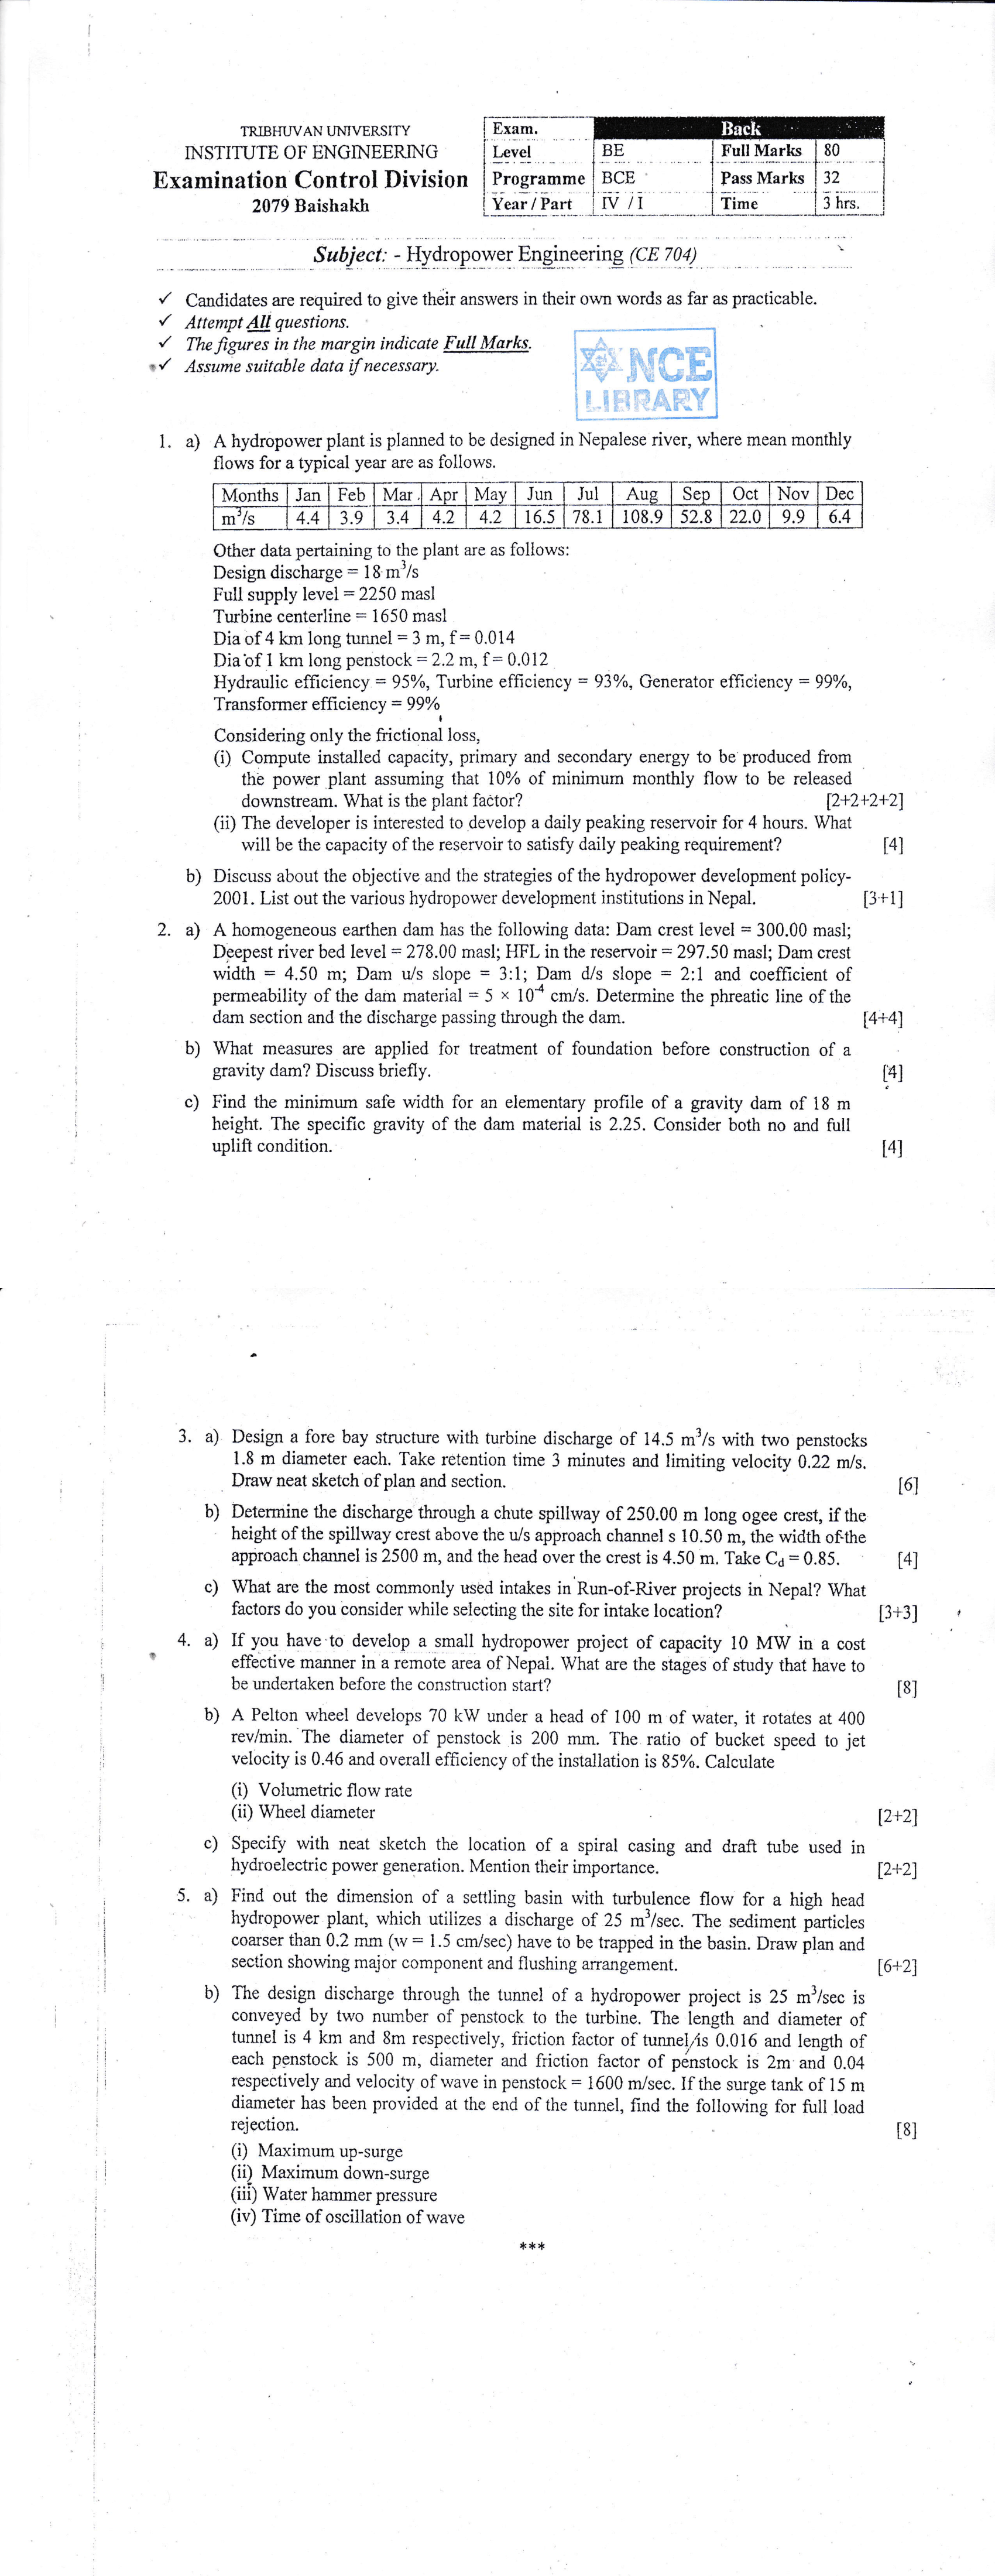 TRIBHUVAN UNIVERSITY
INSTITUTE OF ENGINEERING
Examination Control Division
2079 Baishakh
Exam. Back
Level BE Full Marks 80
Programme BCE Pass Marks 32
Year / Part IV / I Time 3 hrs.
Subject: - Hydropower Engineering (CE 704)
✓ Candidates are required to give their answers in their own words as far as practicable.
✓ Attempt All questions.
✓ The figures in the margin indicate Full Marks.
✓ Assume suitable data if necessary.
NCE
LIBRARY
1. a) A hydropower plant is planned to be designed in Nepalese river, where mean monthly
flows for a typical year are as follows.
Months Jan Feb Mar Apr May Jun Jul Aug Sep Oct Nov Dec
m³/s 4.4 3.9 3.4 4.2 4.2 16.5 78.1 108.9 52.8 22.0 9.9 6.4
Other data pertaining to the plant are as follows:
Design discharge = 18 m³/s
Full supply level = 2250 masl
Turbine centerline = 1650 masl
Dia of 4 km long tunnel = 3 m, f = 0.014
Dia of 1 km long penstock = 2.2 m, f = 0.012
Hydraulic efficiency = 95%, Turbine efficiency = 93%, Generator efficiency = 99%,
Transformer efficiency = 99%
Considering only the frictional loss,
(i) Compute installed capacity, primary and secondary energy to be produced from
the power plant assuming that 10% of minimum monthly flow to be released
downstream. What is the plant factor? [2+2+2+2]
(ii) The developer is interested to develop a daily peaking reservoir for 4 hours. What
will be the capacity of the reservoir to satisfy daily peaking requirement? [4]
b) Discuss about the objective and the strategies of the hydropower development policy-
2001. List out the various hydropower development institutions in Nepal. [3+1]
2. a) A homogeneous earthen dam has the following data: Dam crest level = 300.00 masl;
Deepest river bed level = 278.00 masl; HFL in the reservoir = 297.50 masl; Dam crest
width = 4.50 m; Dam u/s slope = 3:1; Dam d/s slope = 2:1 and coefficient of
permeability of the dam material = 5 × 10⁻⁴ cm/s. Determine the phreatic line of the
dam section and the discharge passing through the dam. [4+4]
b) What measures are applied for treatment of foundation before construction of a
gravity dam? Discuss briefly. [4]
c) Find the minimum safe width for an elementary profile of a gravity dam of 18 m
height. The specific gravity of the dam material is 2.25. Consider both no and full
uplift condition. [4]
3. a) Design a fore bay structure with turbine discharge of 14.5 m³/s with two penstocks
1.8 m diameter each. Take retention time 3 minutes and limiting velocity 0.22 m/s.
Draw neat sketch of plan and section. [6]
b) Determine the discharge through a chute spillway of 250.00 m long ogee crest, if the
height of the spillway crest above the u/s approach channel s 10.50 m, the width of the
approach channel is 2500 m, and the head over the crest is 4.50 m. Take Cd = 0.85. [4]
c) What are the most commonly used intakes in Run-of-River projects in Nepal? What
factors do you consider while selecting the site for intake location? [3+3]
4. a) If you have to develop a small hydropower project of capacity 10 MW in a cost
effective manner in a remote area of Nepal. What are the stages of study that have to
be undertaken before the construction start? [8]
b) A Pelton wheel develops 70 kW under a head of 100 m of water, it rotates at 400
rev/min. The diameter of penstock is 200 mm. The ratio of bucket speed to jet
velocity is 0.46 and overall efficiency of the installation is 85%. Calculate
(i) Volumetric flow rate
(ii) Wheel diameter [2+2]
c) Specify with neat sketch the location of a spiral casing and draft tube used in
hydroelectric power generation. Mention their importance. [2+2]
5. a) Find out the dimension of a settling basin with turbulence flow for a high head
hydropower plant, which utilizes a discharge of 25 m³/sec. The sediment particles
coarser than 0.2 mm (w = 1.5 cm/sec) have to be trapped in the basin. Draw plan and
section showing major component and flushing arrangement. [6+2]
b) The design discharge through the tunnel of a hydropower project is 25 m³/sec is
conveyed by two number of penstock to the turbine. The length and diameter of
tunnel is 4 km and 8m respectively, friction factor of tunnel is 0.016 and length of
each penstock is 500 m, diameter and friction factor of penstock is 2m and 0.04
respectively and velocity of wave in penstock = 1600 m/sec. If the surge tank of 15 m
diameter has been provided at the end of the tunnel, find the following for full load
rejection. [8]
(i) Maximum up-surge
(ii) Maximum down-surge
(iii) Water hammer pressure
(iv) Time of oscillation of wave
***